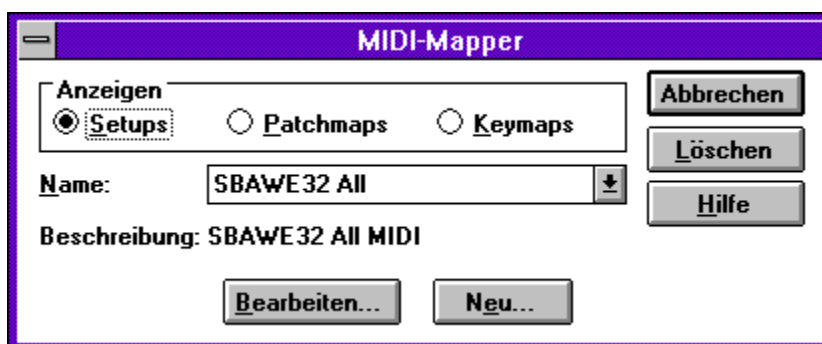 MIDI-Mapper
Anzeigen
Setups Patchmaps Keymaps
Name: SBAWE32 All
Beschreibung: SBAWE32 All MIDI
Bearbeiten... Neu...
Abbrechen
Löschen
Hilfe